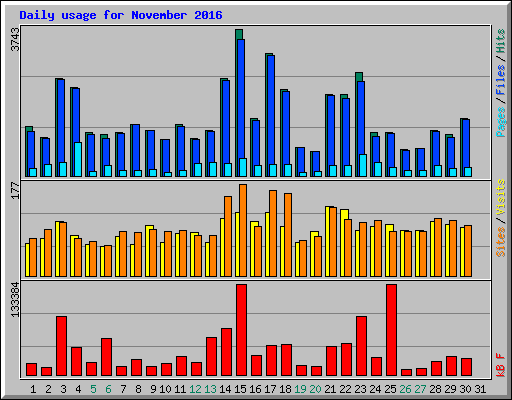 Daily usage for November 2016
3743
Pages / Files / Hits
177
Sites / Visits
133384
kB F
1 2 3 4 5 6 7 8 9 10 11 12 13 14 15 16 17 18 19 20 21 22 23 24 25 26 27 28 29 30 31